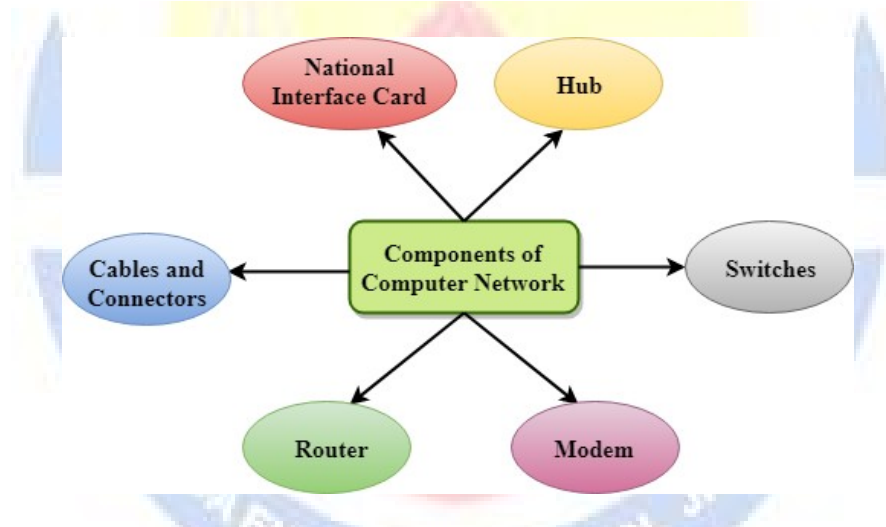 National
Interface Card
Hub
Cables and
Connectors
Components of
Computer Network
Switches
Router
Modem